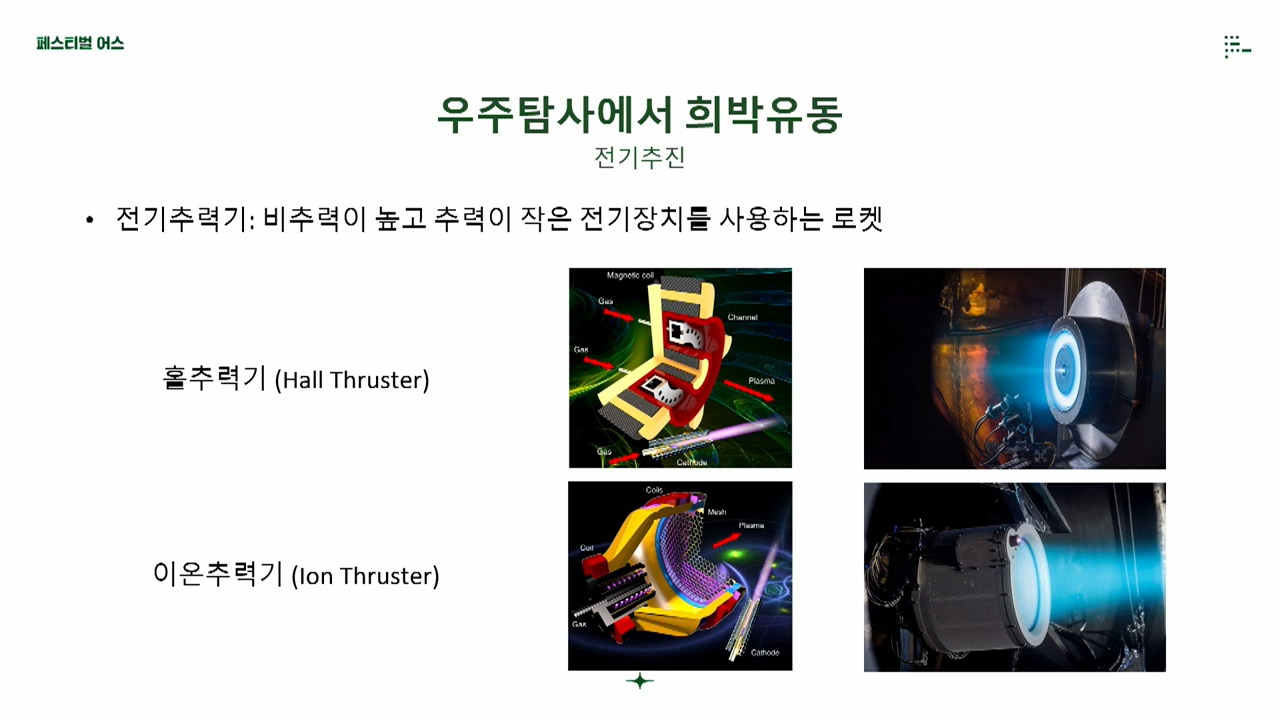 페스티벌 어스
우주탐사에서 희박유동
전기추진
• 전기추력기: 비추력이 높고 추력이 작은 전기장치를 사용하는 로켓
홀추력기 (Hall Thruster)
Magnetic coil
Gas
Channel
Gas
Plasma
Gas
Cathode
이온추력기 (Ion Thruster)
Coils
Mesh
Plasma
Coil
Gas
Cathode